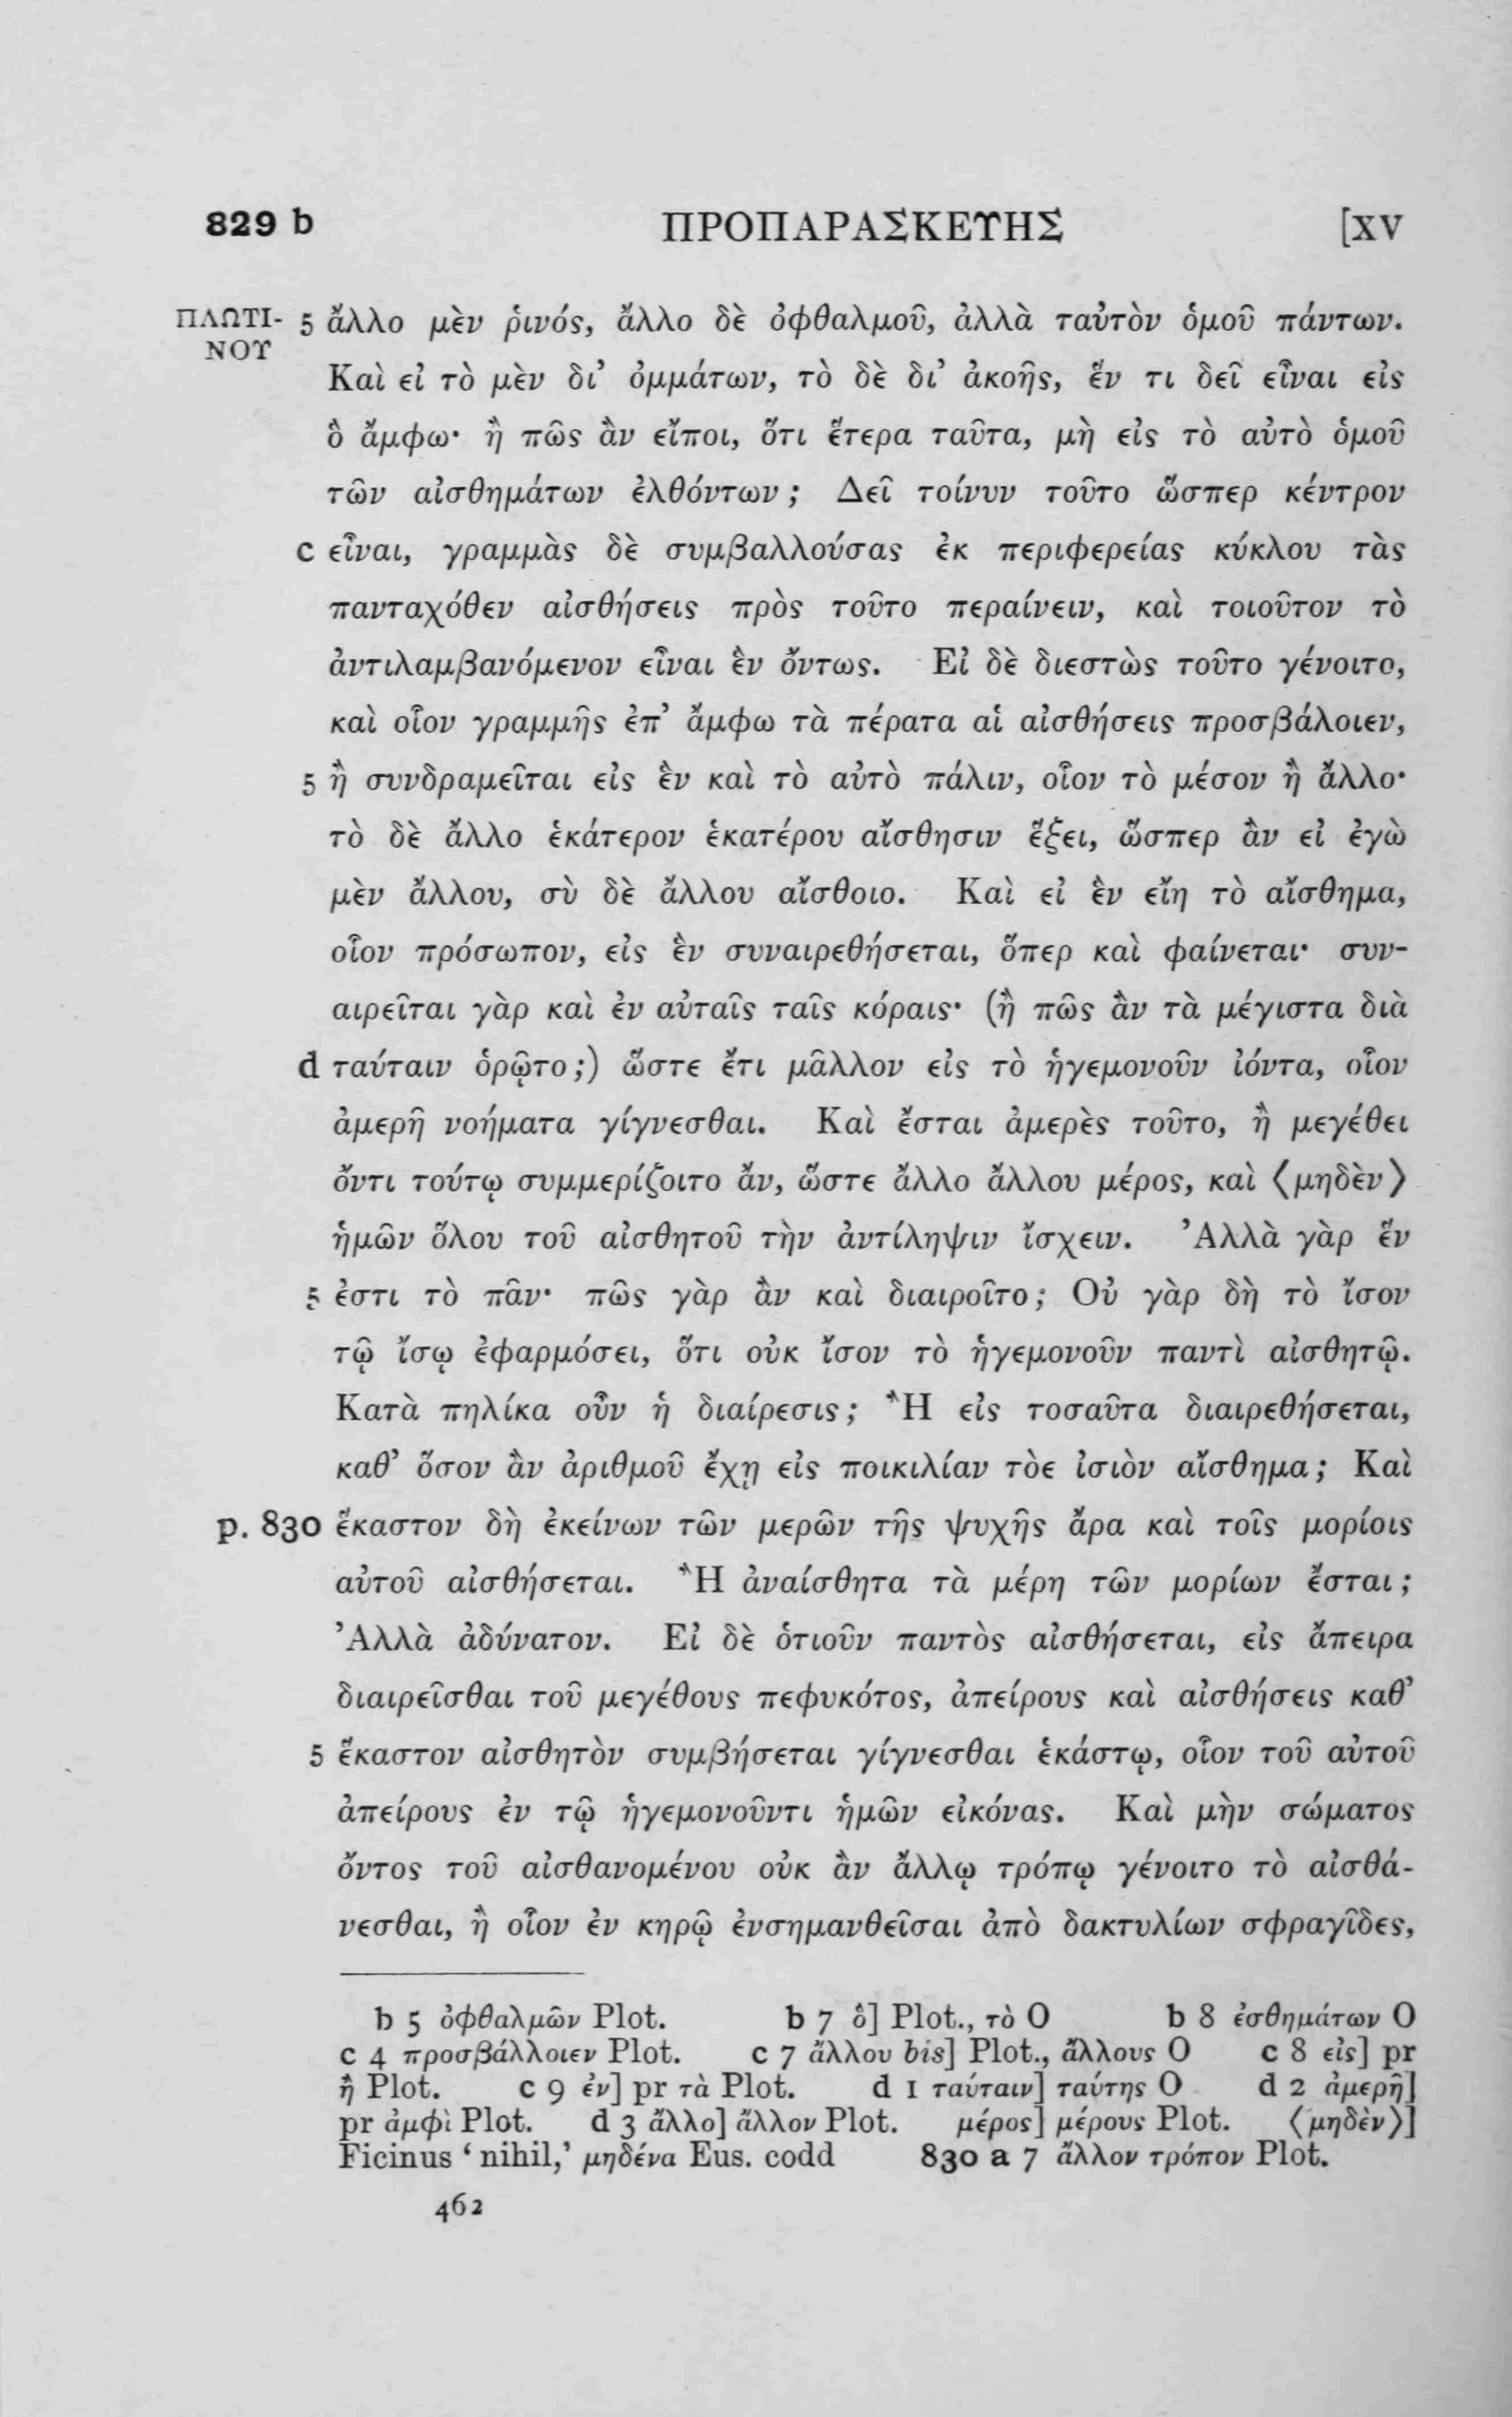 829 b ΠΡΟΠΑΡΑΣΚΕΥΗΣ [XV
ΠΛΩΤΙ- 5 ἄλλο μὲν ῥινός, ἄλλο δὲ ὀφθαλμοῦ, ἀλλὰ ταὐτὸν ὁμοῦ πάντων.
ΝΟΥ
Καὶ εἰ τὸ μὲν δι’ ὀμμάτων, τὸ δὲ δι’ ἀκοῆς, ἕν τι δεῖ εἶναι εἰς
ὃ ἄμφω· ἢ πῶς ἂν εἴποι, ὅτι ἕτερα ταῦτα, μὴ εἰς τὸ αὐτὸ ὁμοῦ
τῶν αἰσθημάτων ἐλθόντων; Δεῖ τοίνυν τοῦτο ὥσπερ κέντρον
c εἶναι, γραμμὰς δὲ συμβαλλούσας ἐκ περιφερείας κύκλου τὰς
πανταχόθεν αἰσθήσεις πρὸς τοῦτο περαίνειν, καὶ τοιοῦτον τὸ
ἀντιλαμβανόμενον εἶναι ἓν ὄντως. Εἰ δὲ διεστὼς τοῦτο γένοιτο,
καὶ οἷον γραμμῆς ἐπ’ ἄμφω τὰ πέρατα αἱ αἰσθήσεις προσβάλοιεν,
5 ἢ συνδραμεῖται εἰς ἓν καὶ τὸ αὐτὸ πάλιν, οἷον τὸ μέσον ἢ ἄλλο·
τὸ δὲ ἄλλο ἑκάτερον ἑκατέρου αἴσθησιν ἕξει, ὥσπερ ἂν εἰ ἐγὼ
μὲν ἄλλου, σὺ δὲ ἄλλου αἴσθοιο. Καὶ εἰ ἓν εἴη τὸ αἴσθημα,
οἷον πρόσωπον, εἰς ἓν συναιρεθήσεται, ὅπερ καὶ φαίνεται· συν-
αιρεῖται γὰρ καὶ ἐν αὐταῖς ταῖς κόραις· (ἢ πῶς ἂν τὰ μέγιστα διὰ
d ταύταιν ὁρῷτο;) ὥστε ἔτι μᾶλλον εἰς τὸ ἡγεμονοῦν ἰόντα, οἷον
ἀμερῆ νοήματα γίγνεσθαι. Καὶ ἔσται ἀμερὲς τοῦτο, ἢ μεγέθει
ὄντι τούτῳ συμμερίζοιτο ἄν, ὥστε ἄλλο ἄλλου μέρος, καὶ ⟨μηδὲν⟩
ἡμῶν ὅλου τοῦ αἰσθητοῦ τὴν ἀντίληψιν ἴσχειν. Ἀλλὰ γὰρ ἕν
5 ἐστι τὸ πᾶν· πῶς γὰρ ἂν καὶ διαιροῖτο; Οὐ γὰρ δὴ τὸ ἴσον
τῷ ἴσῳ ἐφαρμόσει, ὅτι οὐκ ἴσον τὸ ἡγεμονοῦν παντὶ αἰσθητῷ.
Κατὰ πηλίκα οὖν ἡ διαίρεσις; Ἢ εἰς τοσαῦτα διαιρεθήσεται,
καθ’ ὅσον ἂν ἀριθμοῦ ἔχῃ εἰς ποικιλίαν τὸε ἰσιὸν αἴσθημα; Καὶ
p. 830 ἕκαστον δὴ ἐκείνων τῶν μερῶν τῆς ψυχῆς ἄρα καὶ τοῖς μορίοις
αὐτοῦ αἰσθήσεται. Ἢ ἀναίσθητα τὰ μέρη τῶν μορίων ἔσται;
Ἀλλὰ ἀδύνατον. Εἰ δὲ ὁτιοῦν παντὸς αἰσθήσεται, εἰς ἄπειρα
διαιρεῖσθαι τοῦ μεγέθους πεφυκότος, ἀπείρους καὶ αἰσθήσεις καθ’
5 ἕκαστον αἰσθητὸν συμβήσεται γίγνεσθαι ἑκάστῳ, οἷον τοῦ αὐτοῦ
ἀπείρους ἐν τῷ ἡγεμονοῦντι ἡμῶν εἰκόνας. Καὶ μὴν σώματος
ὄντος τοῦ αἰσθανομένου οὐκ ἂν ἄλλῳ τρόπῳ γένοιτο τὸ αἰσθά-
νεσθαι, ἢ οἷον ἐν κηρῷ ἐνσημανθεῖσαι ἀπὸ δακτυλίων σφραγῖδες,
b 5 ὀφθαλμῶν Plot. b 7 ὃ] Plot., τὸ O b 8 ἐσθημάτων O
c 4 προσβάλλοιεν Plot. c 7 ἄλλου bis] Plot., ἄλλους O c 8 εἰς] pr
ἢ Plot. c 9 ἐν] pr τὰ Plot. d 1 ταύταιν] ταύτης O d 2 ἀμερῆ]
pr ἀμφὶ Plot. d 3 ἄλλο] ἄλλον Plot. μέρος] μέρους Plot. ⟨μηδὲν⟩]
Ficinus ‘nihil,’ μηδένα Eus. codd 830 a 7 ἄλλον τρόπον Plot.
462